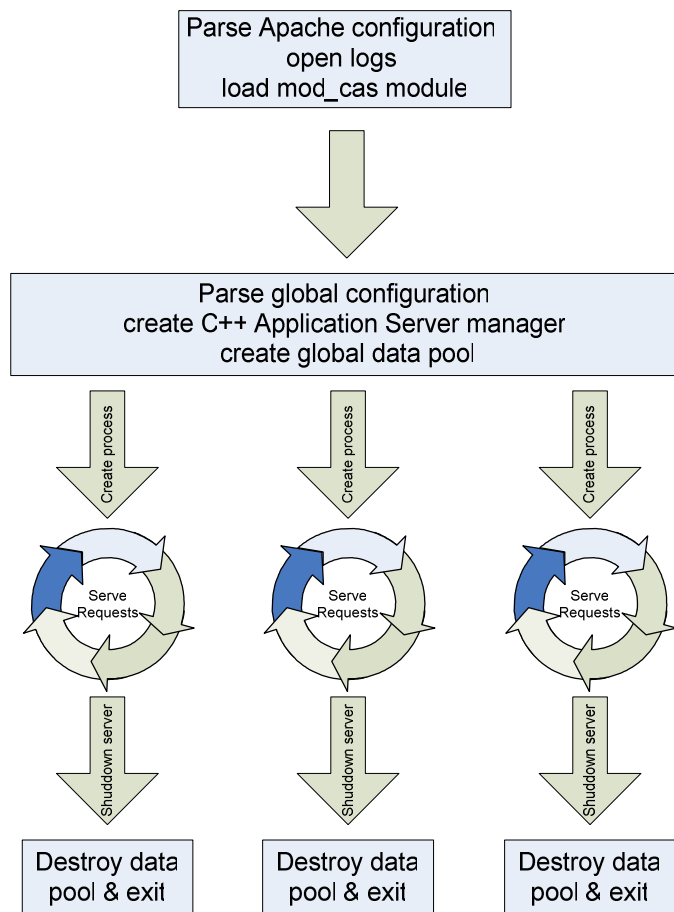 Parse Apache configuration
open logs
load mod_cas module
Parse global configuration
create C++ Application Server manager
create global data pool
Create process
Create process
Create process
Serve
Requests
Serve
Requests
Serve
Requests
Shuddown server
Shuddown server
Shuddown server
Destroy data
pool & exit
Destroy data
pool & exit
Destroy data
pool & exit